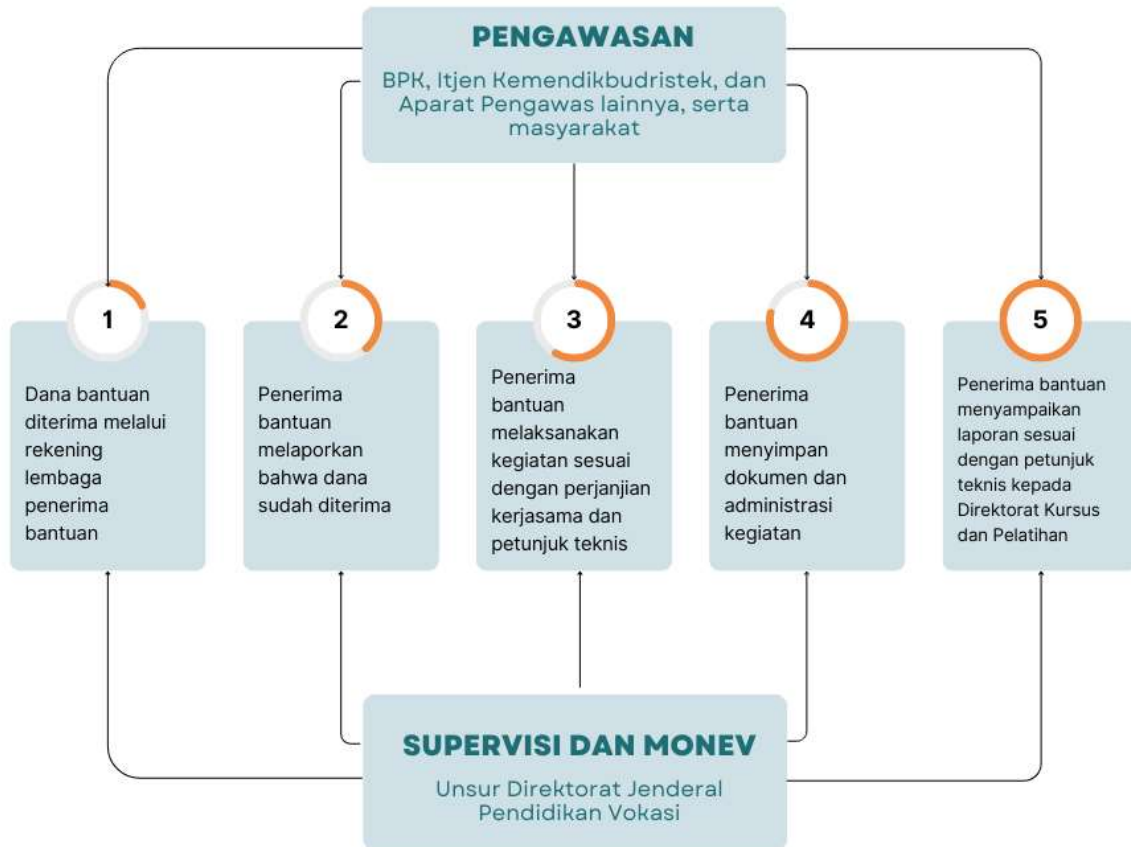 PENGAWASAN
BPK, Itjen Kemendikbudristek, dan
Aparat Pengawas lainnya, serta
masyarakat
1
Dana bantuan
diterima melalui
rekening
lembaga
penerima
bantuan
2
Penerima
bantuan
melaporkan
bahwa dana
sudah diterima
3
Penerima
bantuan
melaksanakan
kegiatan sesuai
dengan perjanjian
kerjasama dan
petunjuk teknis
4
Penerima
bantuan
menyimpan
dokumen dan
administrasi
kegiatan
5
Penerima bantuan
menyampaikan
laporan sesuai
dengan petunjuk
teknis kepada
Direktorat Kursus
dan Pelatihan
SUPERVISI DAN MONEV
Unsur Direktorat Jenderal
Pendidikan Vokasi